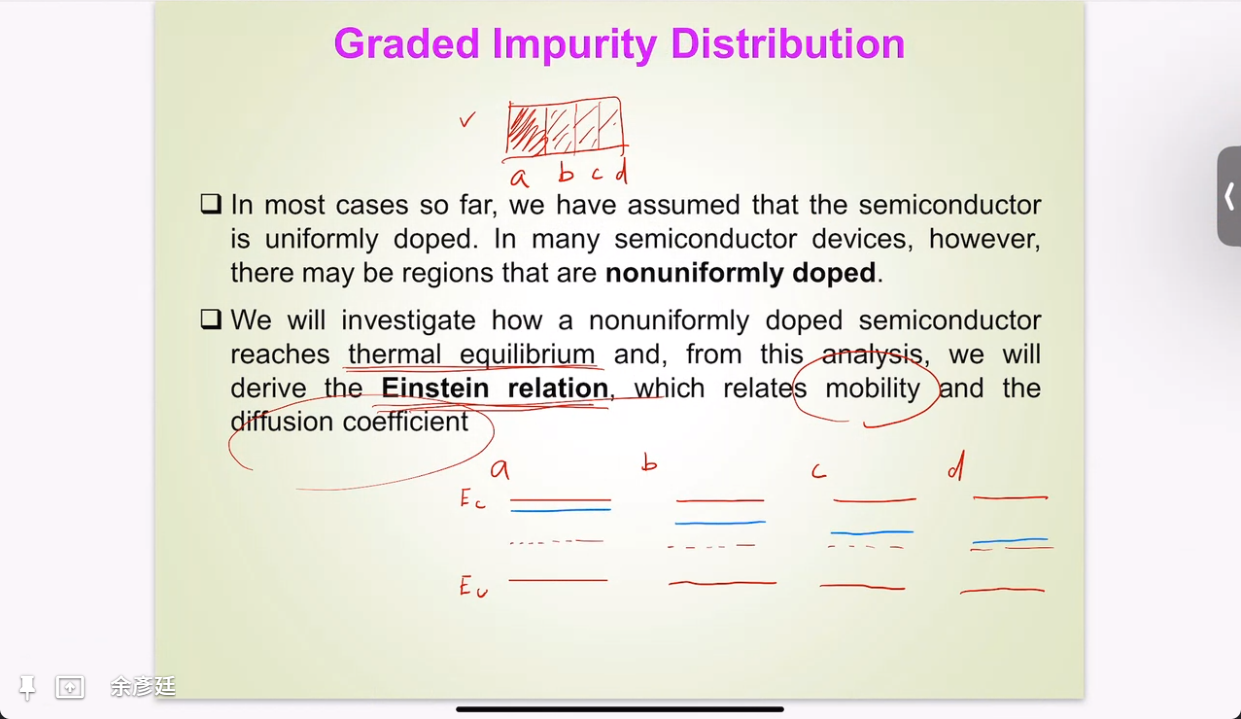 Graded Impurity Distribution
a b c d
In most cases so far, we have assumed that the semiconductor
is uniformly doped. In many semiconductor devices, however,
there may be regions that are nonuniformly doped.
We will investigate how a nonuniformly doped semiconductor
reaches thermal equilibrium and, from this analysis, we will
derive the Einstein relation, which relates mobility and the
diffusion coefficient
a b c d
Ec
Ev
余彥廷